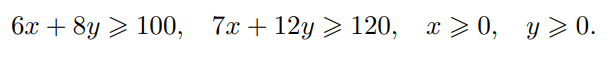 6x + 8y ⩾ 100, 7x + 12y ⩾ 120, x ⩾ 0, y ⩾ 0.